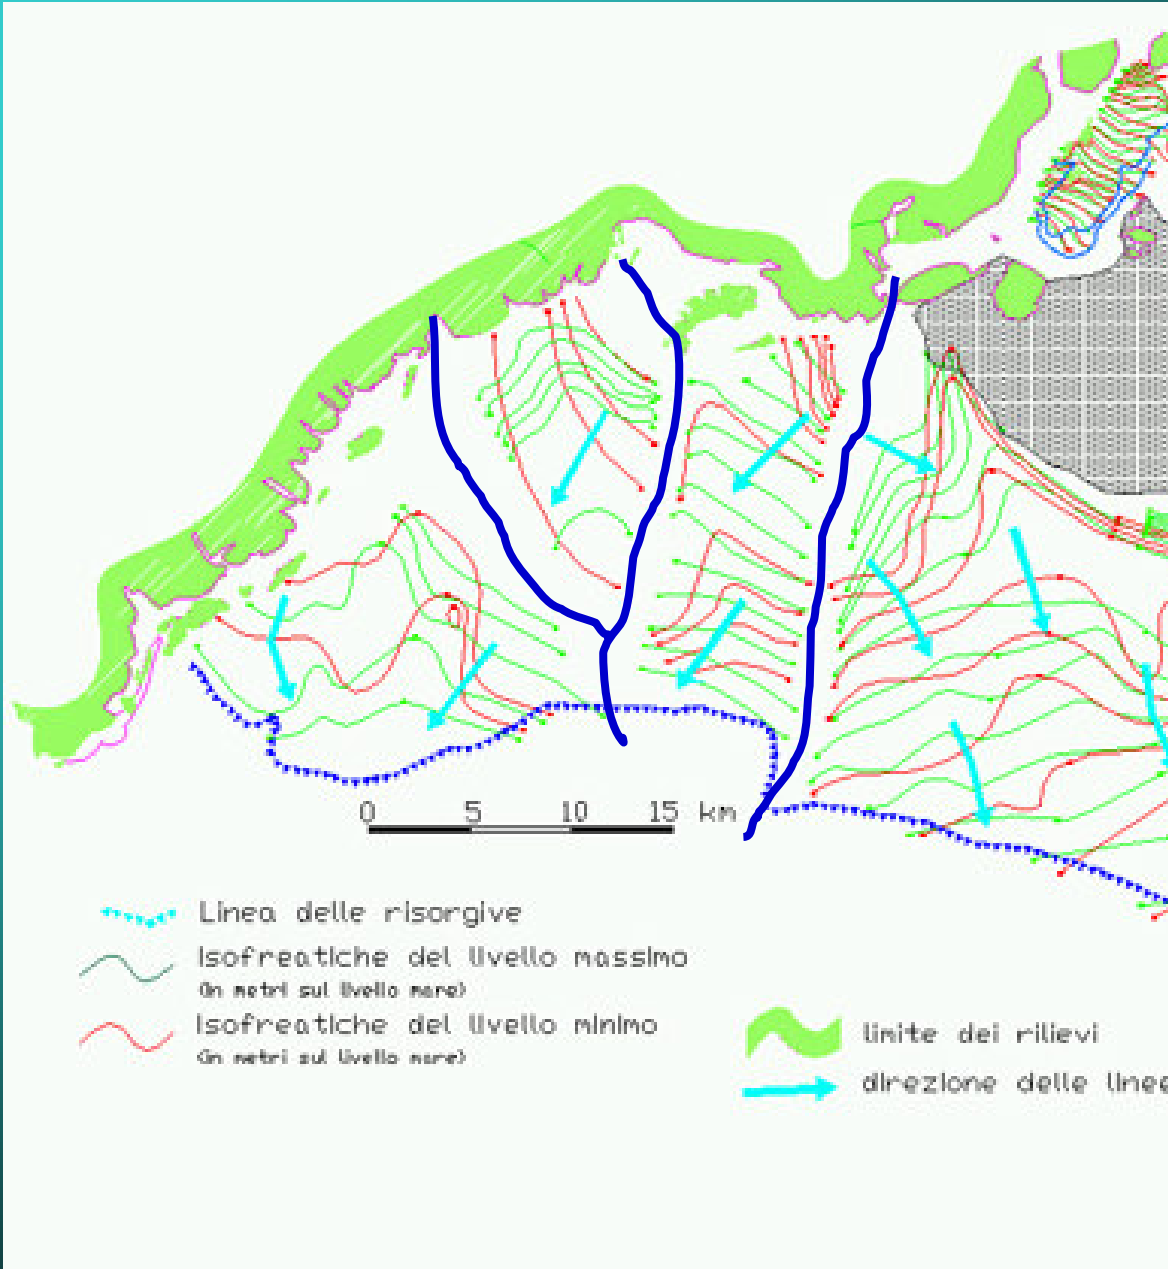 0 5 10 15 km
Linea delle risorgive
Isofreatiche del livello massimo
(in metri sul livello mare)
Isofreatiche del livello minimo
(in metri sul livello mare)
limite dei rilievi
direzione delle linee